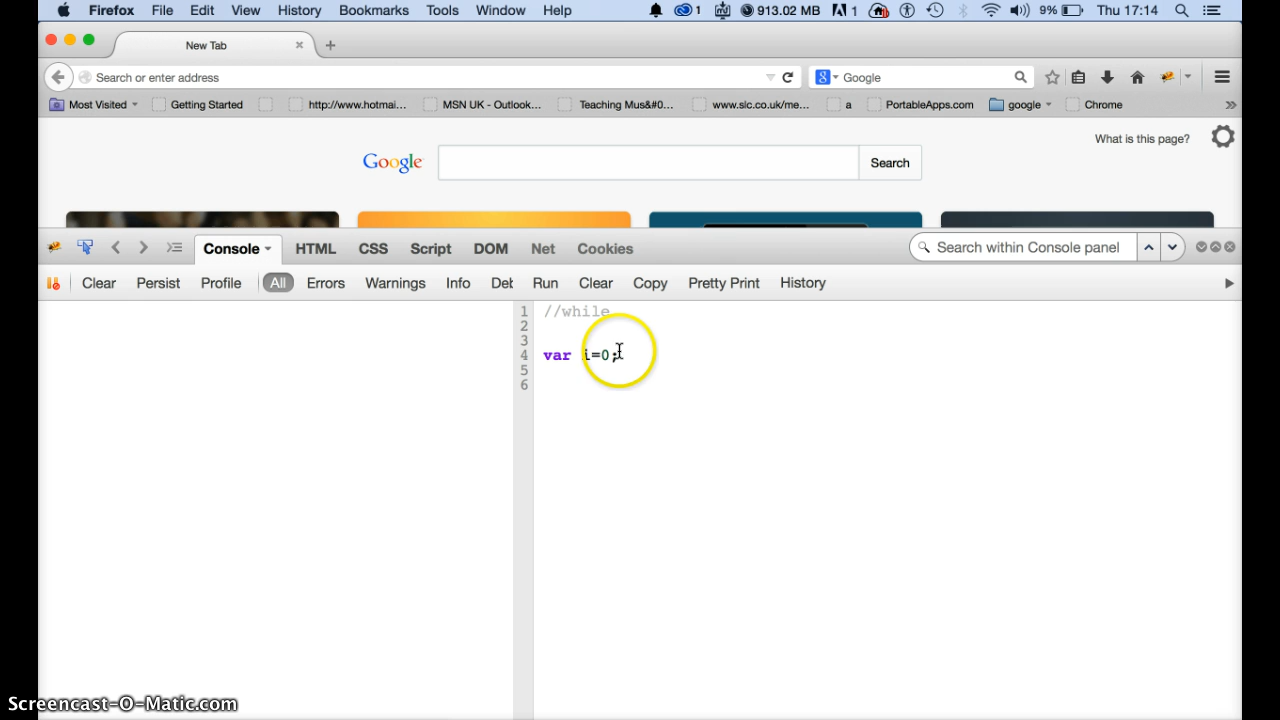 Firefox File Edit View History Bookmarks Tools Window Help 1 913.02 MB 1 9% Thu 17:14
New Tab
Search or enter address Google
Most Visited Getting Started http://www.hotmai... MSN UK - Outlook... Teaching Mus&#0... www.slc.co.uk/me... a PortableApps.com google Chrome
What is this page?
Google Search
Console HTML CSS Script DOM Net Cookies Search within Console panel
Clear Persist Profile All Errors Warnings Info Det Run Clear Copy Pretty Print History
1 //while
2
3
4 var i=0;
5
6
Screencast-O-Matic.com